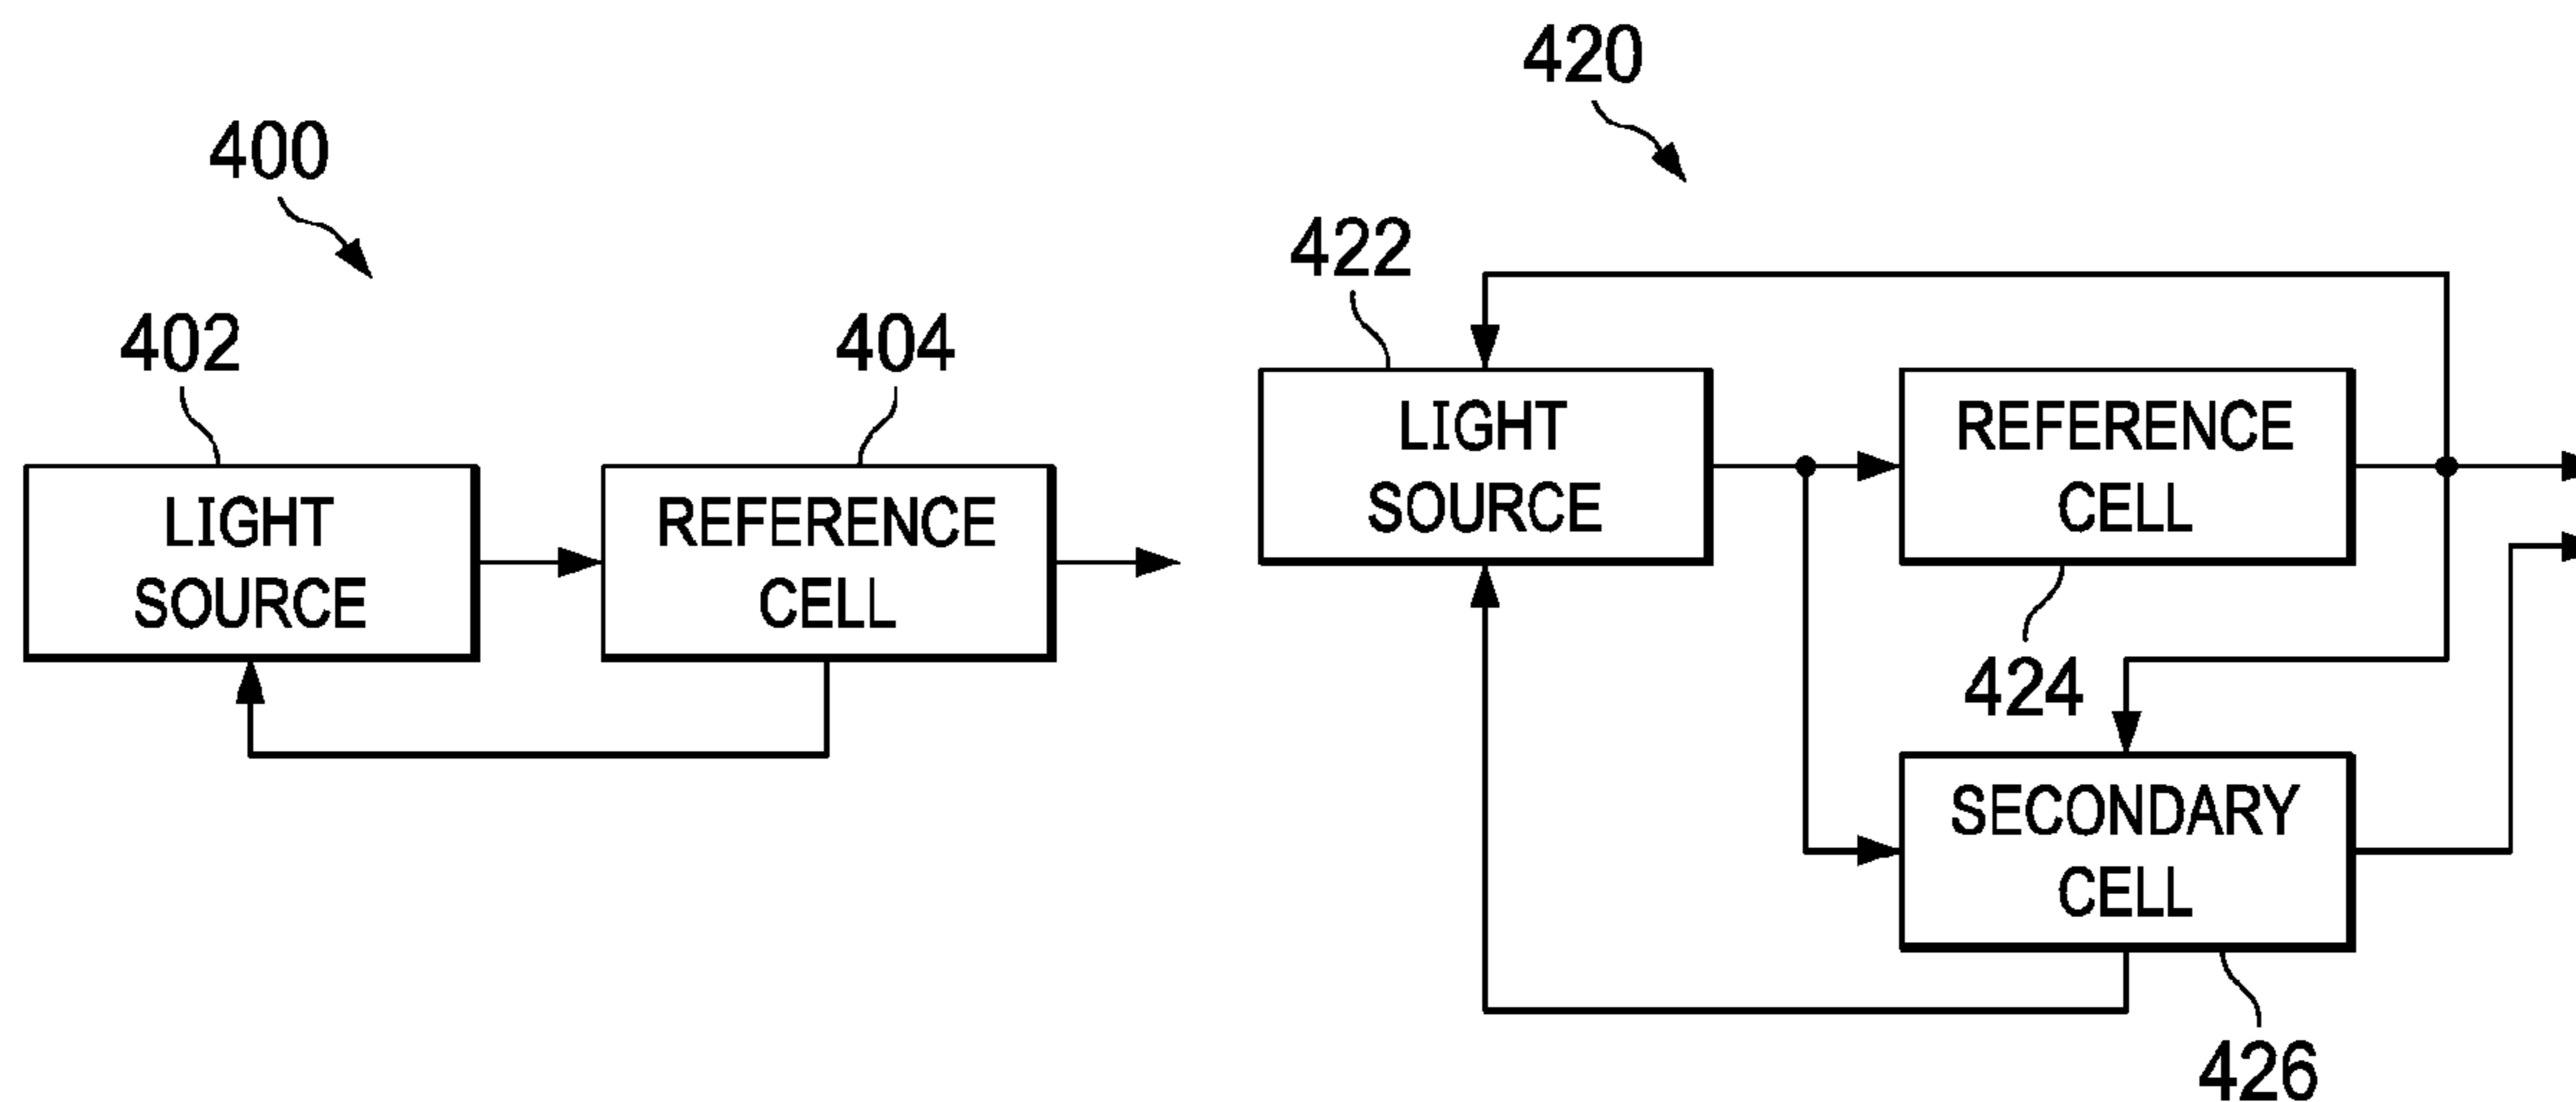 400
402
404
LIGHT
SOURCE
REFERENCE
CELL
420
422
LIGHT
SOURCE
REFERENCE
CELL
424
SECONDARY
CELL
426